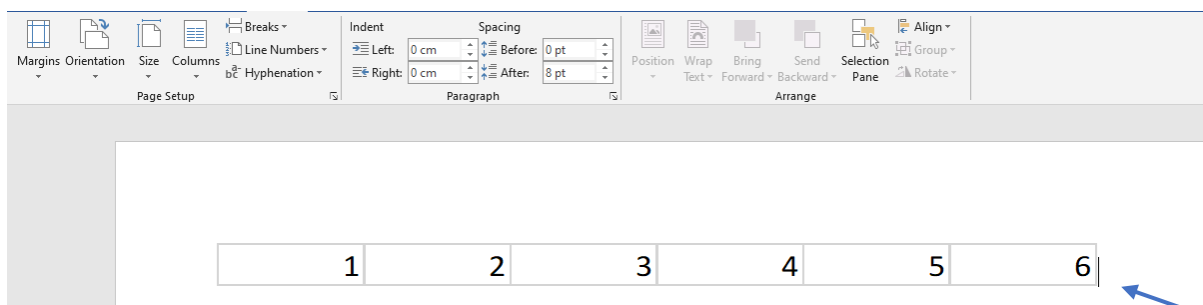 Breaks
Indent
Spacing
Align
Line Numbers
Left: 0 cm
Before: 0 pt
Group
Margins Orientation Size Columns
Hyphenation
Right: 0 cm
After: 8 pt
Position Wrap Text Bring Forward Send Backward Selection Pane
Rotate
Page Setup
Paragraph
Arrange
1 2 3 4 5 6